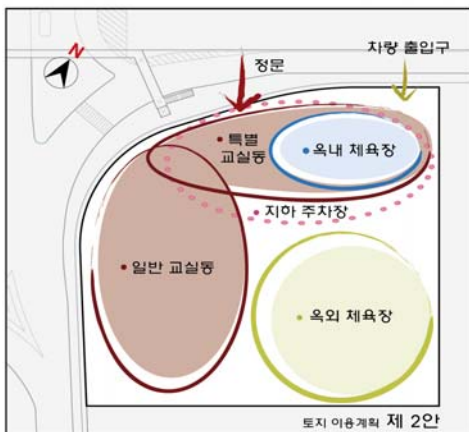 차량 출입구
정문
N
특별
교실동
옥내 체육장
지하 주차장
일반 교실동
옥외 체육장
토지 이용계획 제 2안